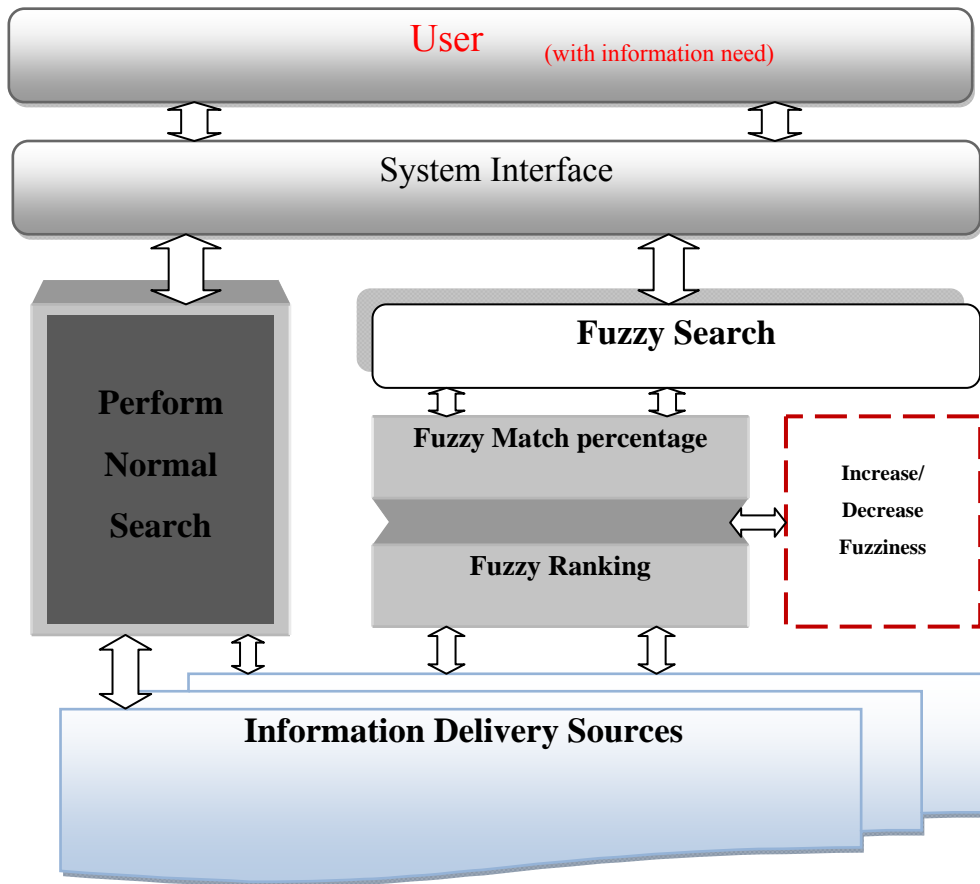 User (with information need)
System Interface
Perform
Normal
Search
Fuzzy Search
Fuzzy Match percentage
Fuzzy Ranking
Increase/
Decrease
Fuzziness
Information Delivery Sources